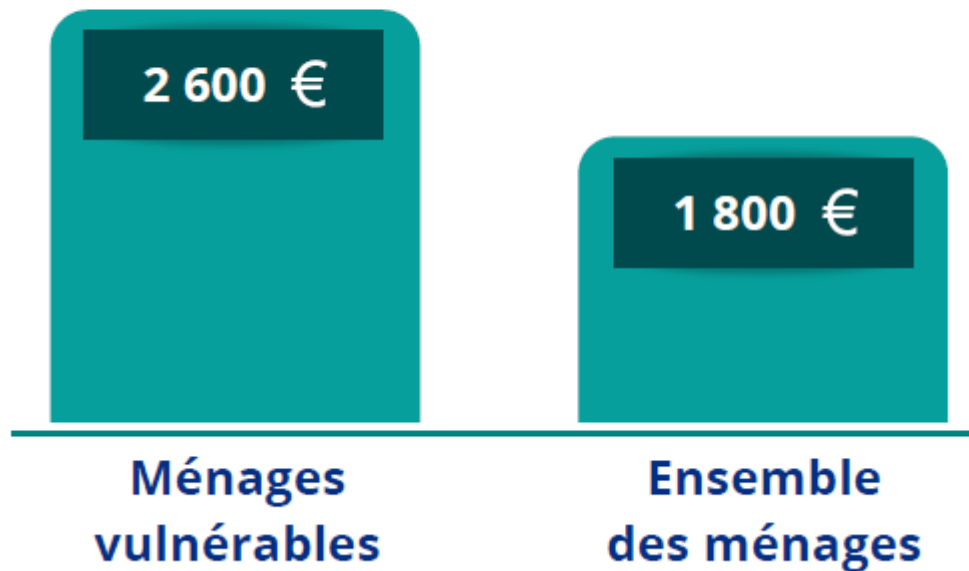 2 600 €
1 800 €
Ménages
vulnérables
Ensemble
des ménages